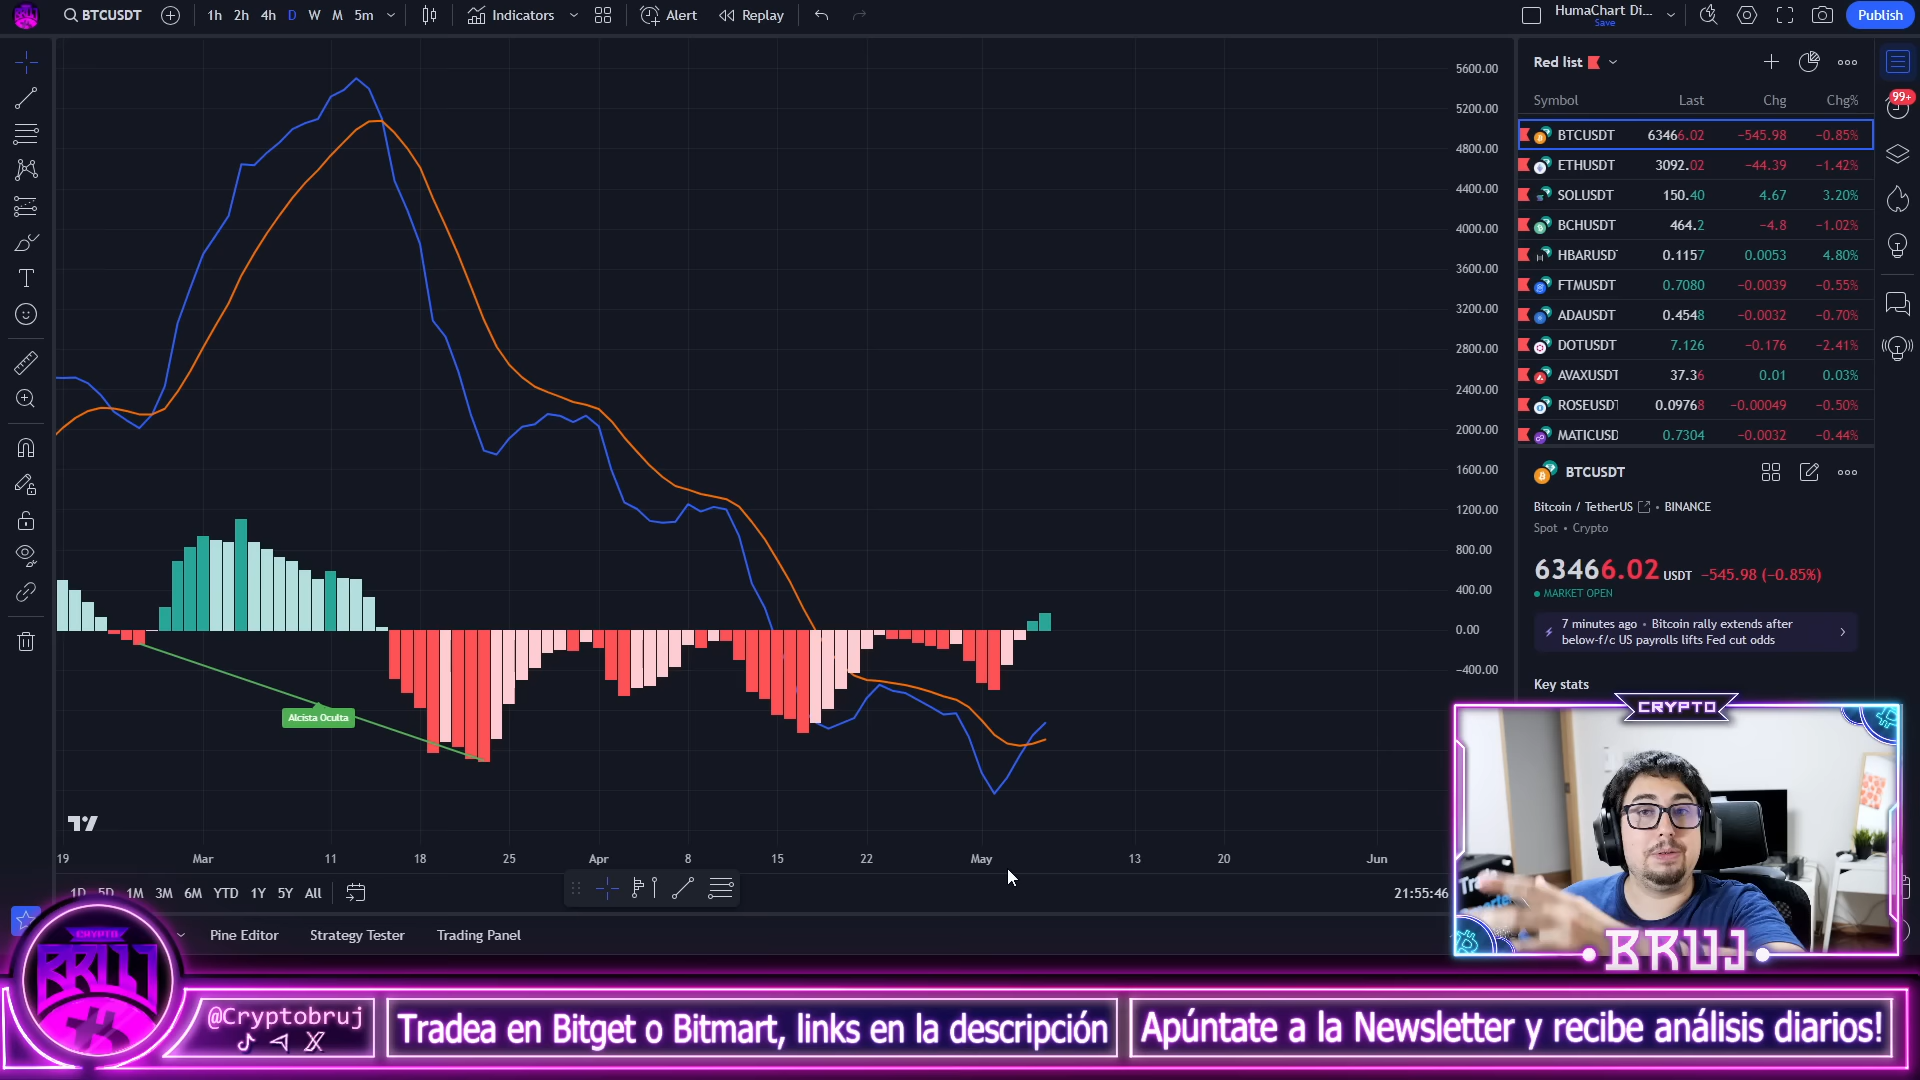 BTCUSDT
1h 2h 4h D W M 5m
Indicators
Alert
Replay
HumaChart Di...
Save
Publish
Red list
99+
Symbol Last Chg Chg%
BTCUSDT 63466.02 −545.98 −0.85%
ETHUSDT 3092.02 −44.39 −1.42%
SOLUSDT 150.40 4.67 3.20%
BCHUSDT 464.2 −4.8 −1.02%
HBARUSD 0.1157 0.0053 4.80%
FTMUSDT 0.7080 −0.0039 −0.55%
ADAUSDT 0.4548 −0.0032 −0.70%
DOTUSDT 7.126 −0.176 −2.41%
AVAXUSDT 37.36 0.01 0.03%
ROSEUSDT 0.09768 −0.00049 −0.50%
MATICUSD 0.7304 −0.0032 −0.44%
BTCUSDT
Bitcoin / TetherUS • BINANCE
Spot • Crypto
63466.02 USDT −545.98 (−0.85%)
MARKET OPEN
7 minutes ago • Bitcoin rally extends after
below-f/c US payrolls lifts Fed cut odds
Key stats
5600.00
5200.00
4800.00
4400.00
4000.00
3600.00
3200.00
2800.00
2400.00
2000.00
1600.00
1200.00
800.00
400.00
0.00
−400.00
Alcista Oculta
19 Mar 11 18 25 Apr 8 15 22 May 13 20 Jun
1D 5D 1M 3M 6M YTD 1Y 5Y All
21:55:46
Pine Editor
Strategy Tester
Trading Panel
CRYPTO
BRUJ
CRYPTO
BRUJ
@Cryptobruj
Tradea en Bitget o Bitmart, links en la descripción
Apúntate a la Newsletter y recibe análisis diarios!